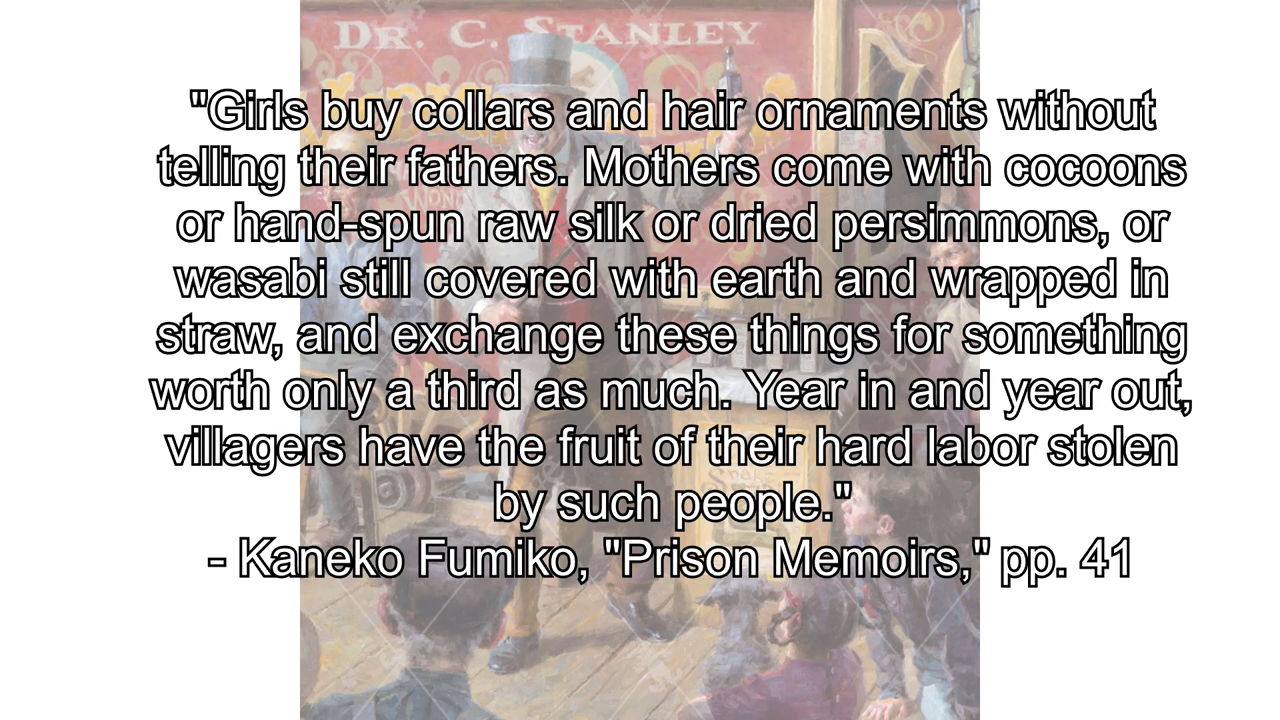 DR. C. STANLEY
"Girls buy collars and hair ornaments without
telling their fathers. Mothers come with cocoons
or hand-spun raw silk or dried persimmons, or
wasabi still covered with earth and wrapped in
straw, and exchange these things for something
worth only a third as much. Year in and year out,
villagers have the fruit of their hard labor stolen
by such people."
- Kaneko Fumiko, "Prison Memoirs," pp. 41